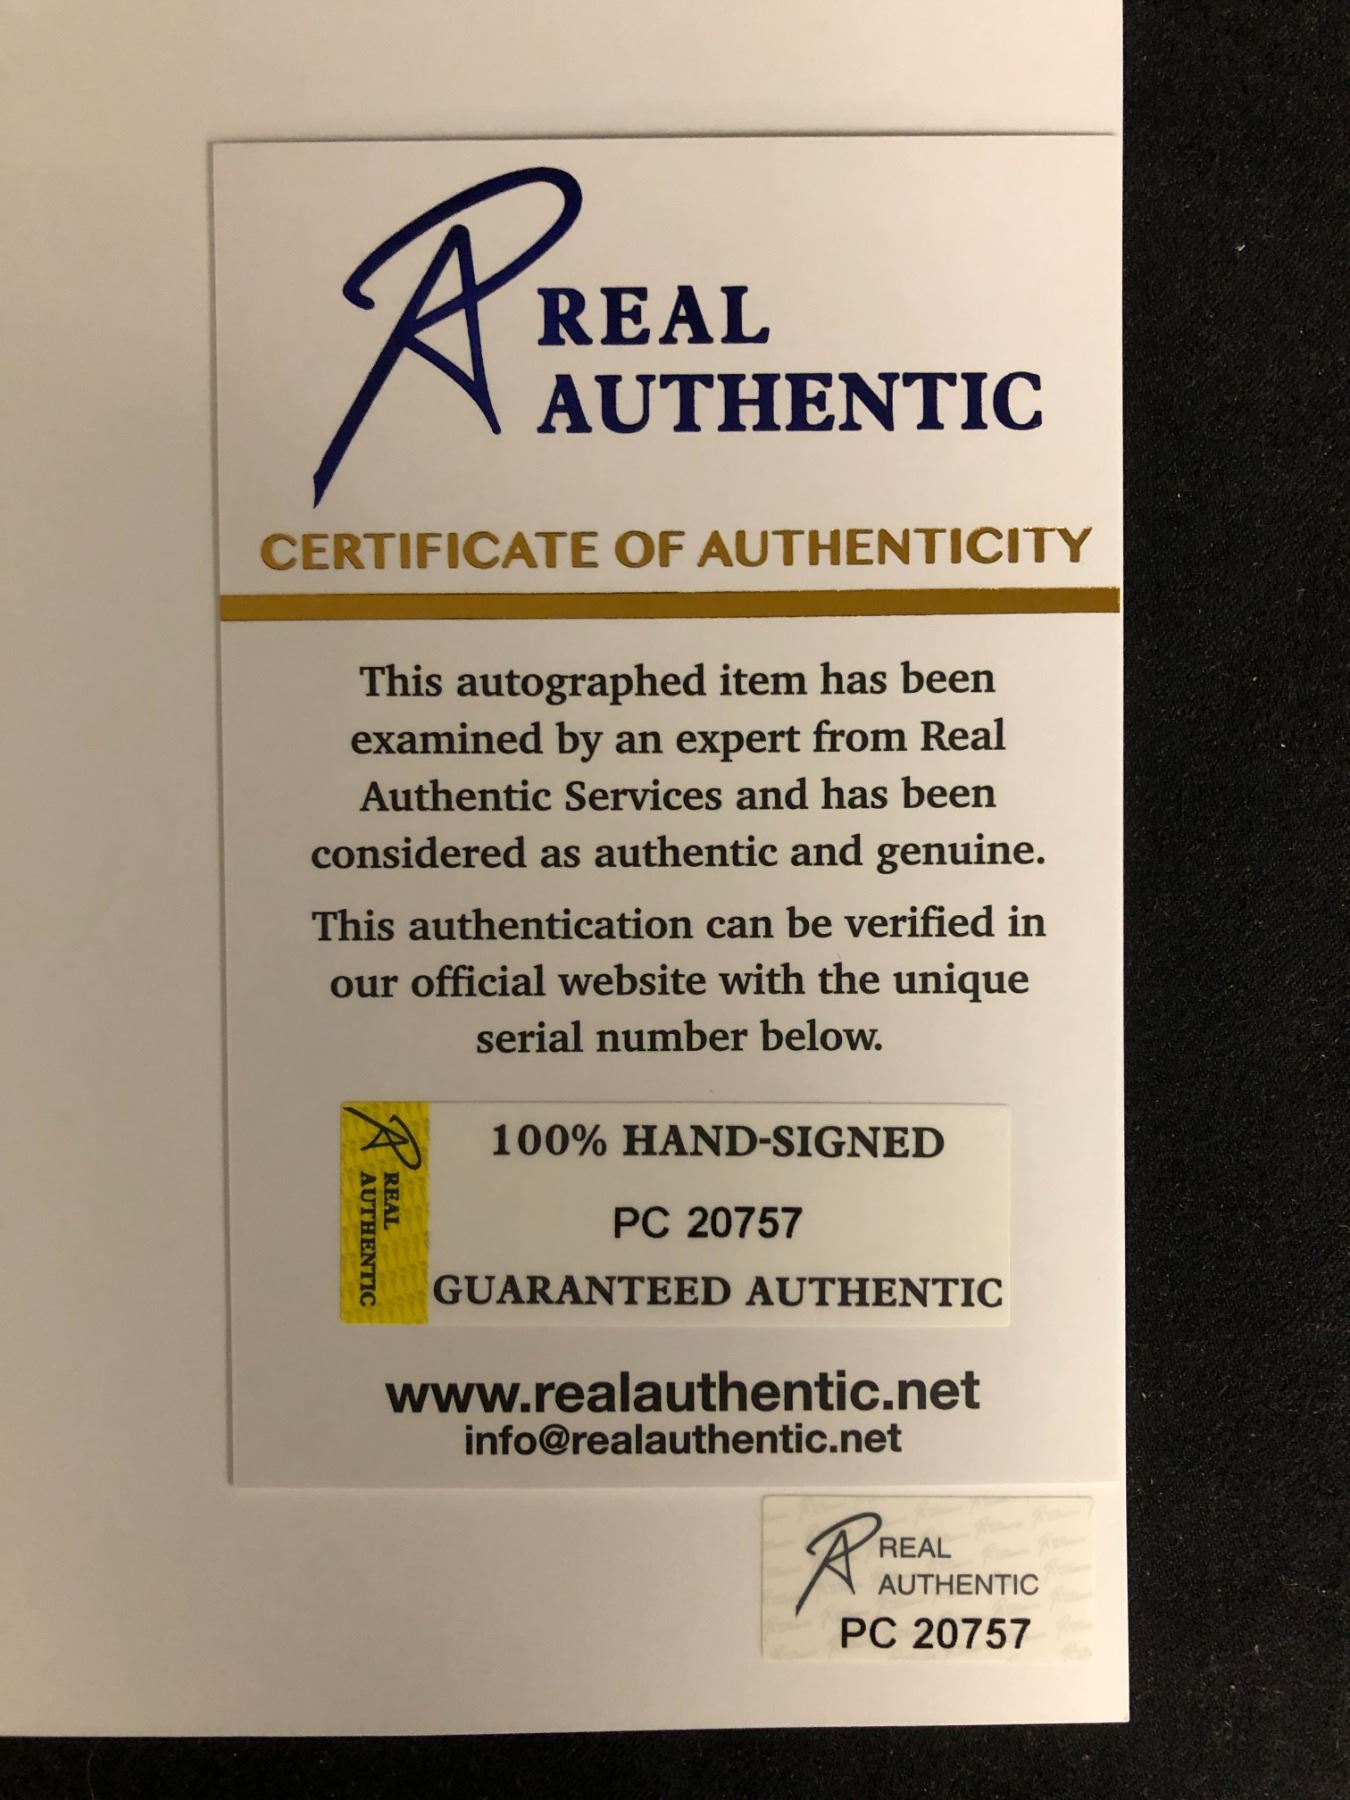 RA REAL
AUTHENTIC
CERTIFICATE OF AUTHENTICITY
This autographed item has been
examined by an expert from Real
Authentic Services and has been
considered as authentic and genuine.
This authentication can be verified in
our official website with the unique
serial number below.
RA REAL
AUTHENTIC
100% HAND-SIGNED
PC 20757
GUARANTEED AUTHENTIC
www.realauthentic.net
info@realauthentic.net
RA REAL
AUTHENTIC
PC 20757